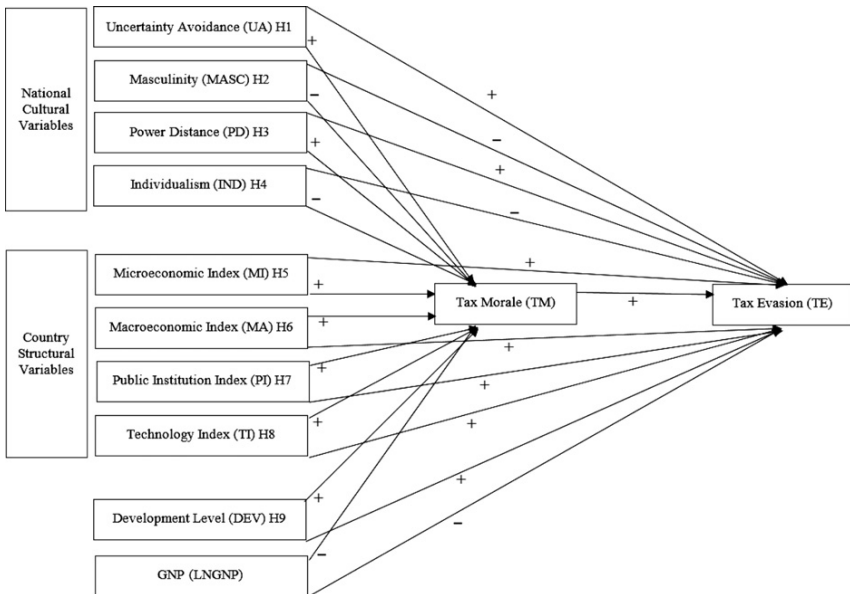 Uncertainty Avoidance (UA) H1
+
+
National
Cultural
Variables
Masculinity (MASC) H2
−
−
Power Distance (PD) H3
+
+
Individualism (IND) H4
−
−
Microeconomic Index (MI) H5
+
+
Tax Morale (TM)
+
Tax Evasion (TE)
Country
Structural
Variables
Macroeconomic Index (MA) H6
+
+
Public Institution Index (PI) H7
+
+
Technology Index (TI) H8
+
+
Development Level (DEV) H9
+
+
GNP (LNGNP)
−
−